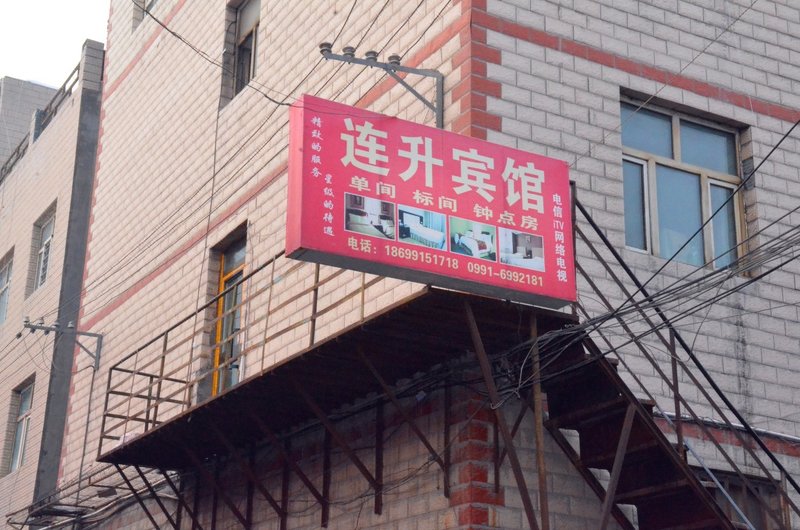 精致的服务
星级的待遇
连升宾馆
单间 标间 钟点房
电话：18699151718 0991-6992181
电信iTV网络电视